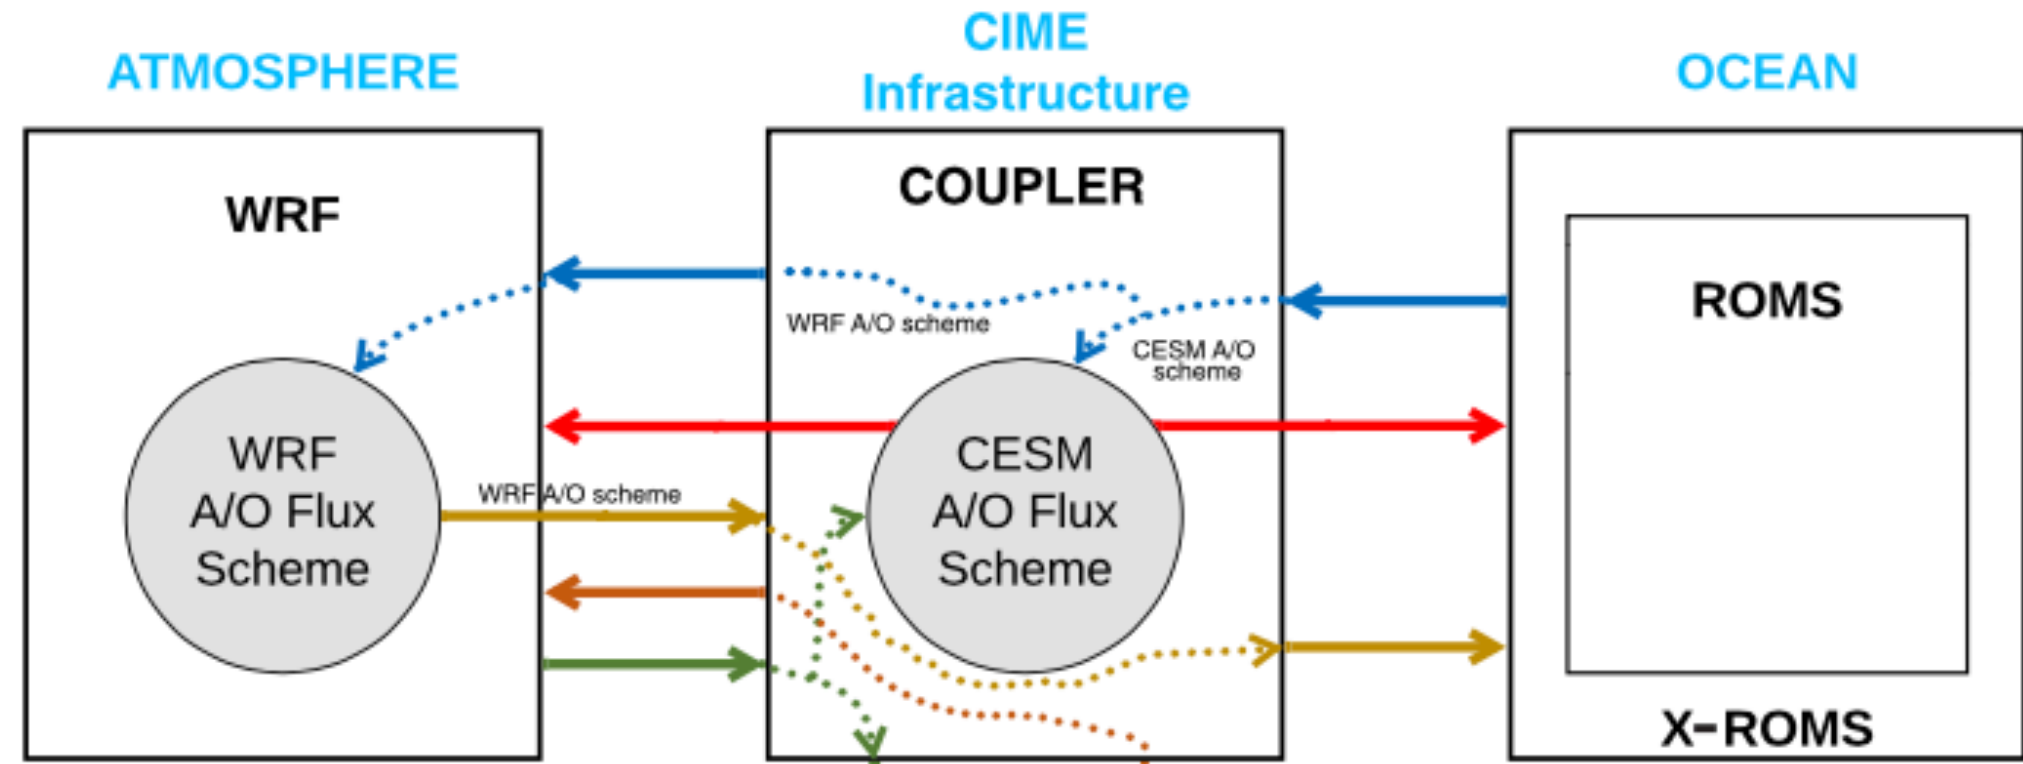 ATMOSPHERE
CIME
Infrastructure
OCEAN
WRF
COUPLER
ROMS
WRF A/O scheme
CESM A/O
scheme
WRF
A/O Flux
Scheme
WRF A/O scheme
CESM
A/O Flux
Scheme
X-ROMS